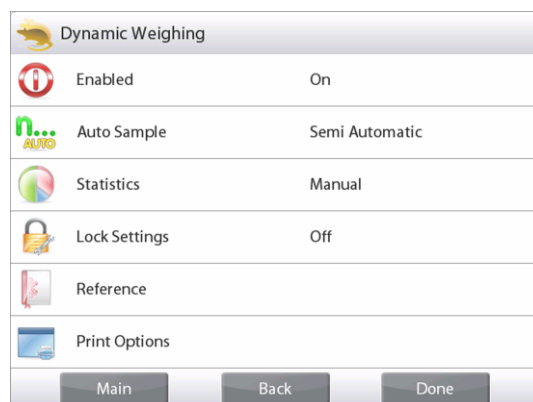 Dynamic Weighing
Enabled On
n... AUTO Auto Sample Semi Automatic
Statistics Manual
Lock Settings Off
Reference
Print Options
Main Back Done